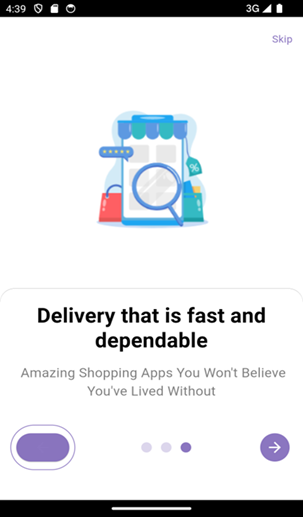 4:39
3G
Skip
%
Delivery that is fast and
dependable
Amazing Shopping Apps You Won't Believe
You've Lived Without